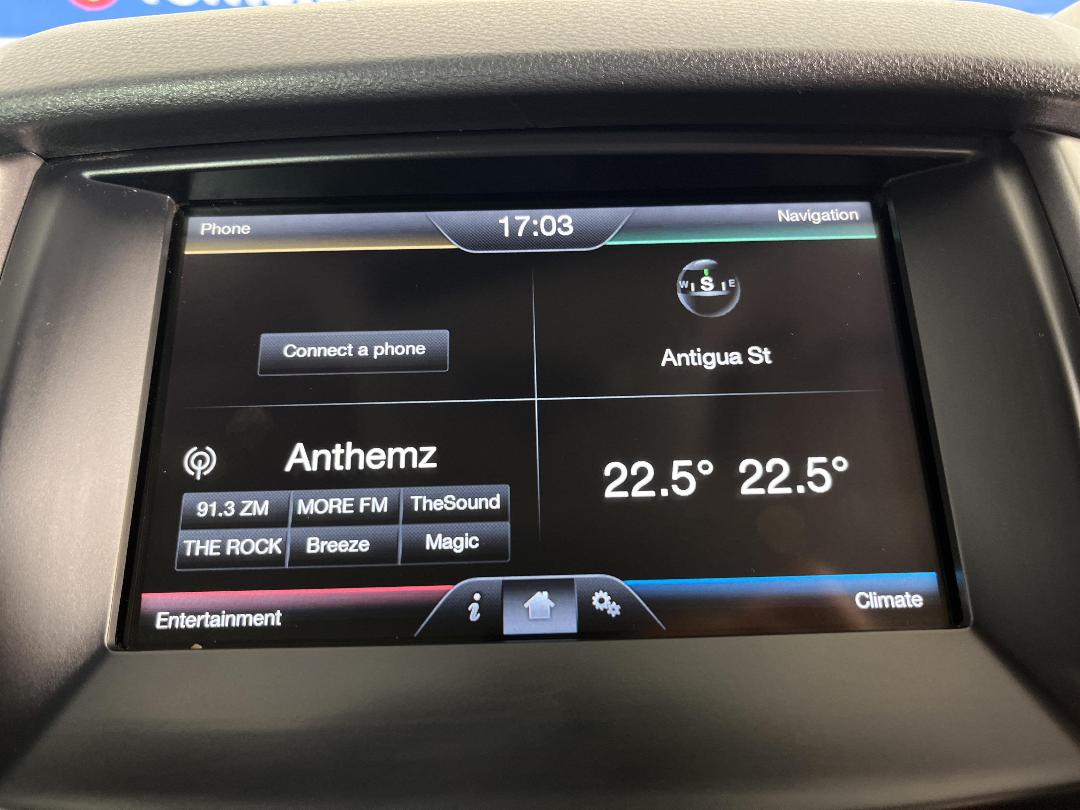 Phone
17:03
Navigation
W S E
Connect a phone
Antigua St
Anthemz
22.5° 22.5°
91.3 ZM MORE FM TheSound
THE ROCK Breeze Magic
Entertainment
i
Climate